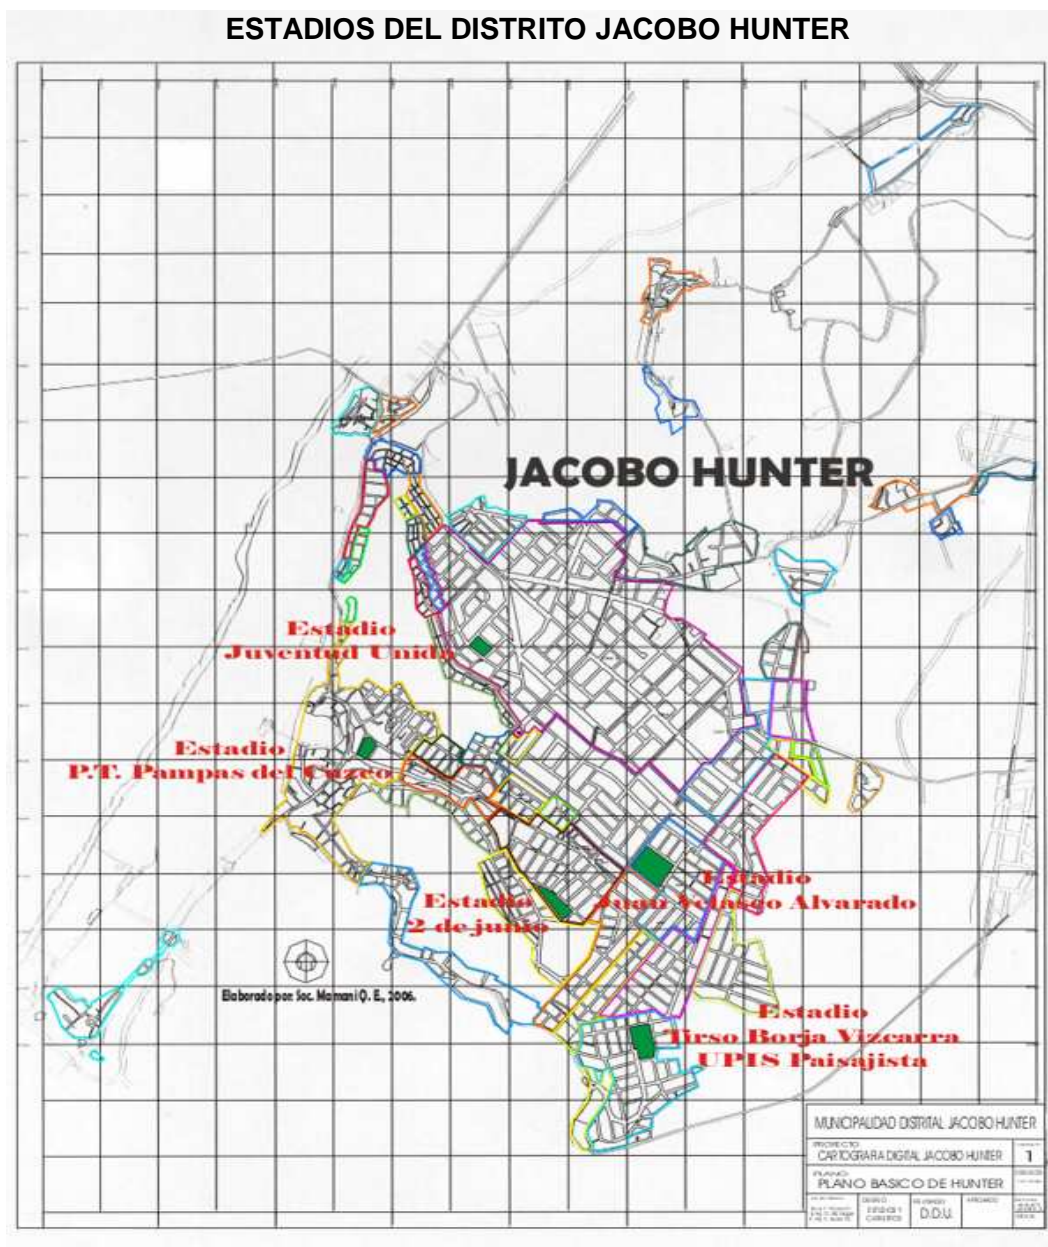 ESTADIOS DEL DISTRITO JACOBO HUNTER
JACOBO HUNTER
Estadio
Juventud Unida
Estadio
P.T. Pampas del Cuzco
Estadio
Juan Velasco Alvarado
Estadio
2 de junio
Elaborado por: Soc. Mamani Q. E., 2006.
Estadio
Tirso Borja Vizcarra
UPIS Paisajista
MUNICIPALIDAD DISTRITAL JACOBO HUNTER
PROYECTO:
CARTOGRAFIA DIGITAL JACOBO HUNTER
1
PLANO:
PLANO BASICO DE HUNTER
D.D.U.